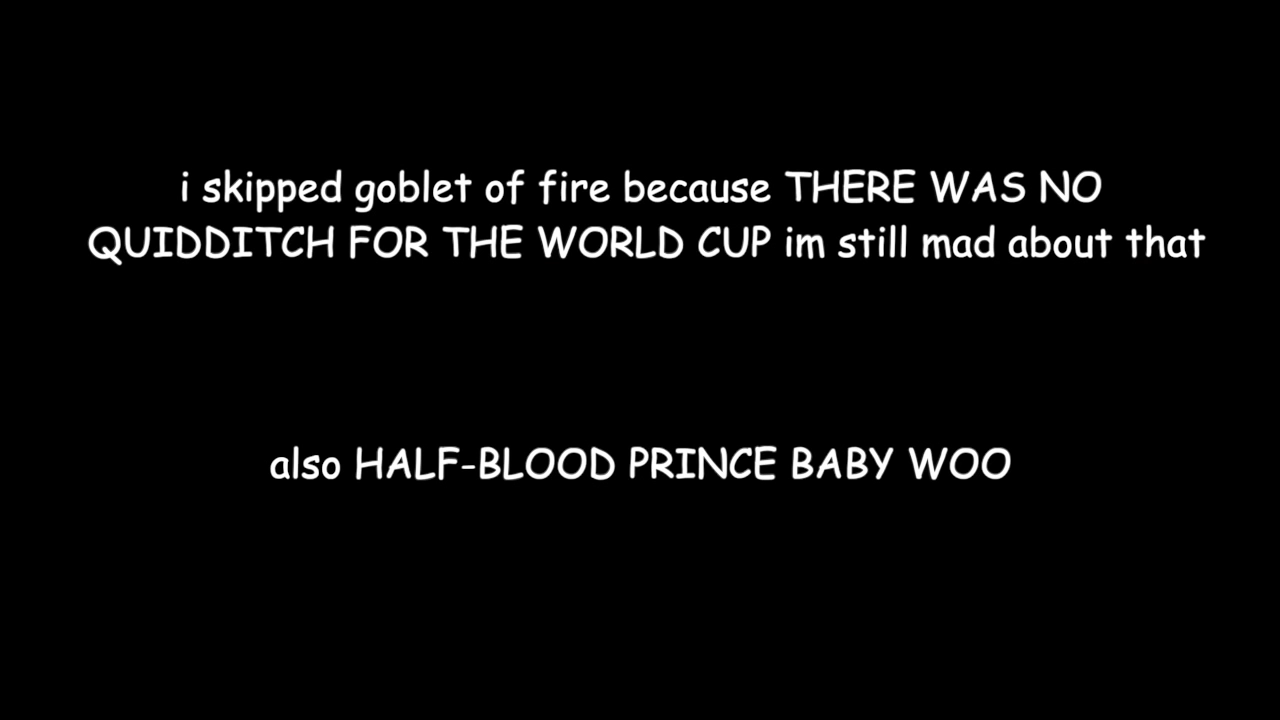 i skipped goblet of fire because THERE WAS NO
QUIDDITCH FOR THE WORLD CUP im still mad about that
also HALF-BLOOD PRINCE BABY WOO